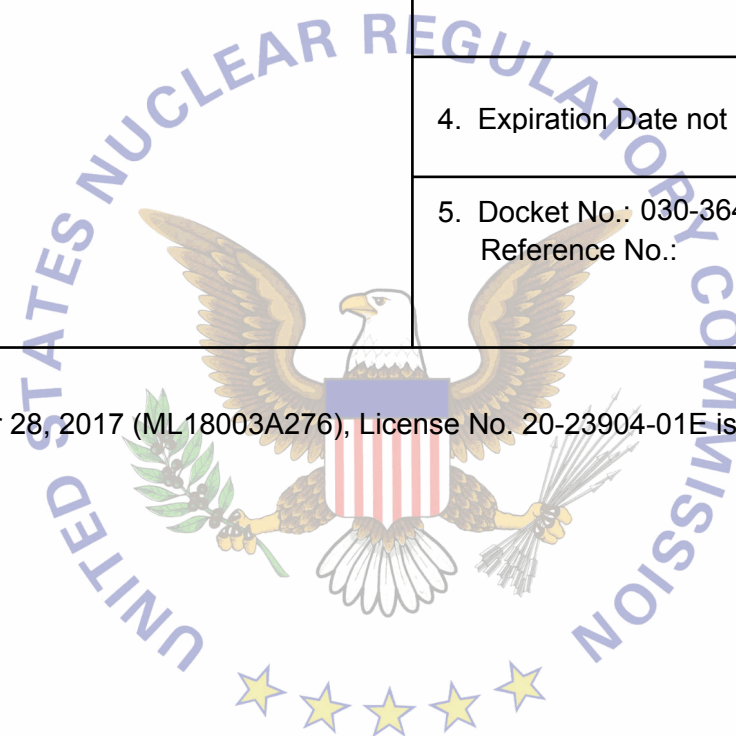 UNITED STATES NUCLEAR REGULATORY COMMISSION
4. Expiration Date not
5. Docket No.: 030-364
Reference No.:
28, 2017 (ML18003A276), License No. 20-23904-01E is